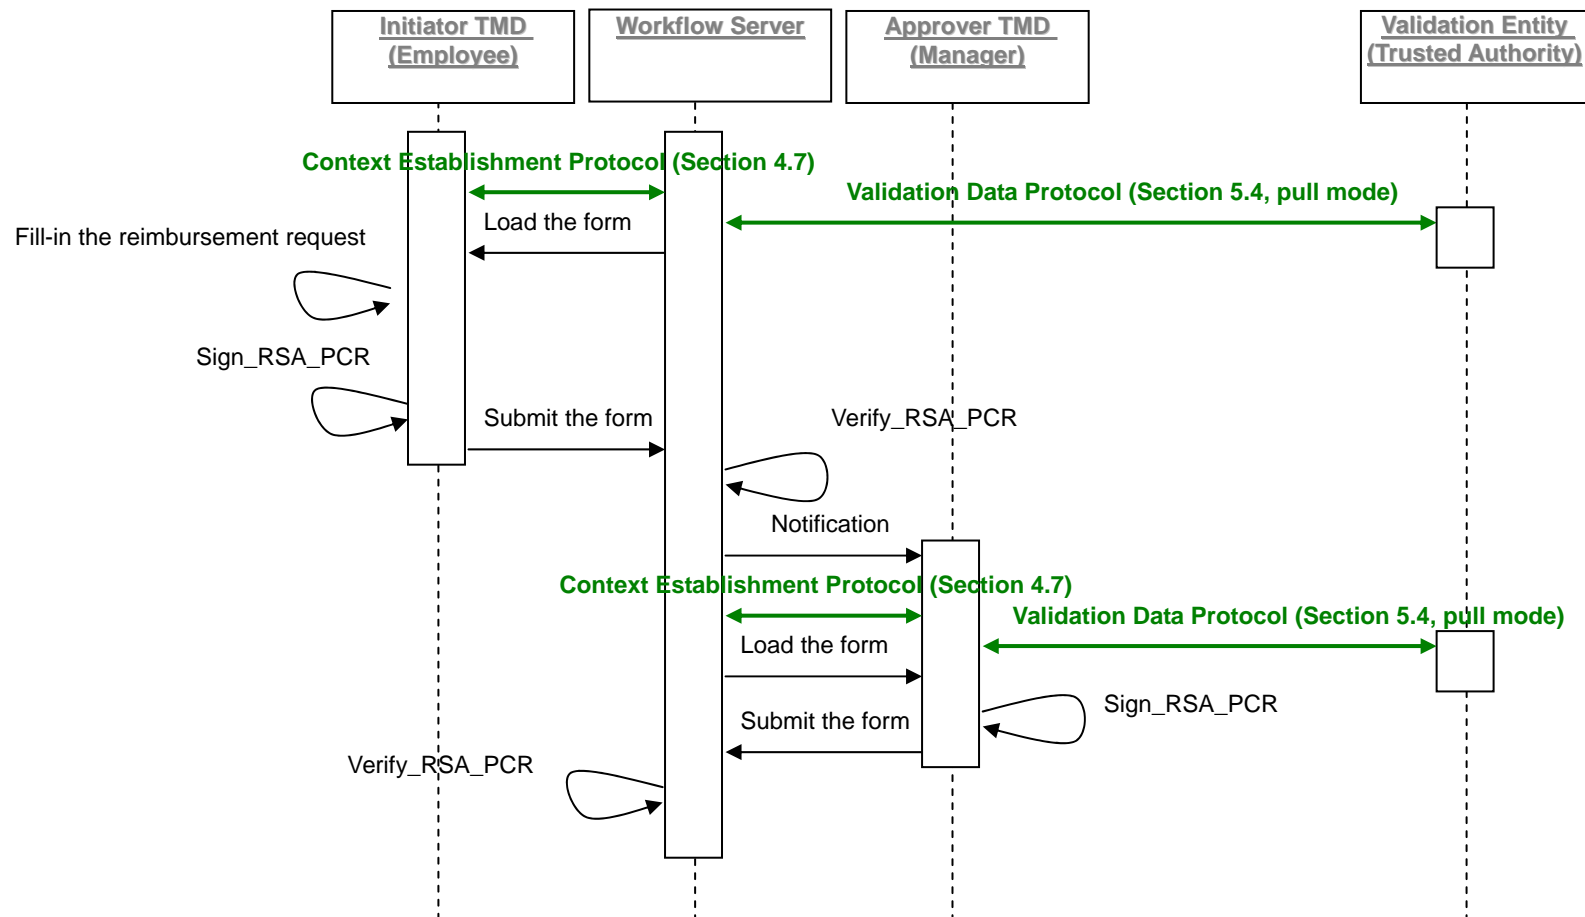 Initiator TMD
(Employee)
Workflow Server
Approver TMD
(Manager)
Validation Entity
(Trusted Authority)
Context Establishment Protocol (Section 4.7)
Validation Data Protocol (Section 5.4, pull mode)
Load the form
Fill-in the reimbursement request
Sign_RSA_PCR
Submit the form
Verify_RSA_PCR
Notification
Context Establishment Protocol (Section 4.7)
Validation Data Protocol (Section 5.4, pull mode)
Load the form
Sign_RSA_PCR
Submit the form
Verify_RSA_PCR